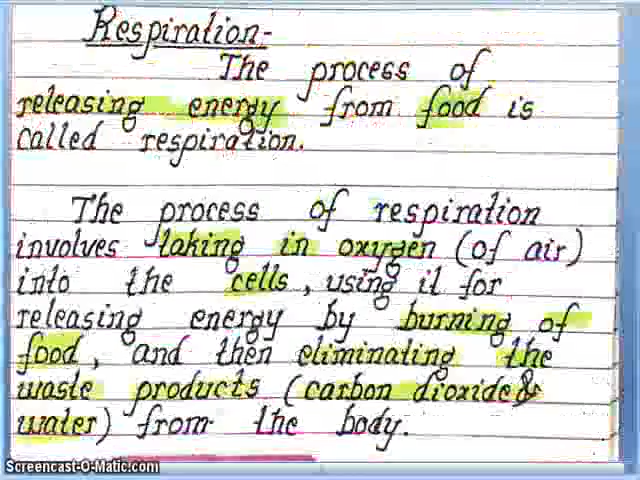 Respiration-
The process of
releasing energy from food is
called respiration.
The process of respiration
involves taking in oxygen (of air)
into the cells, using it for
releasing energy by burning of
food, and then eliminating the
waste products (carbon dioxide &
water) from the body.
Screencast-O-Matic.com